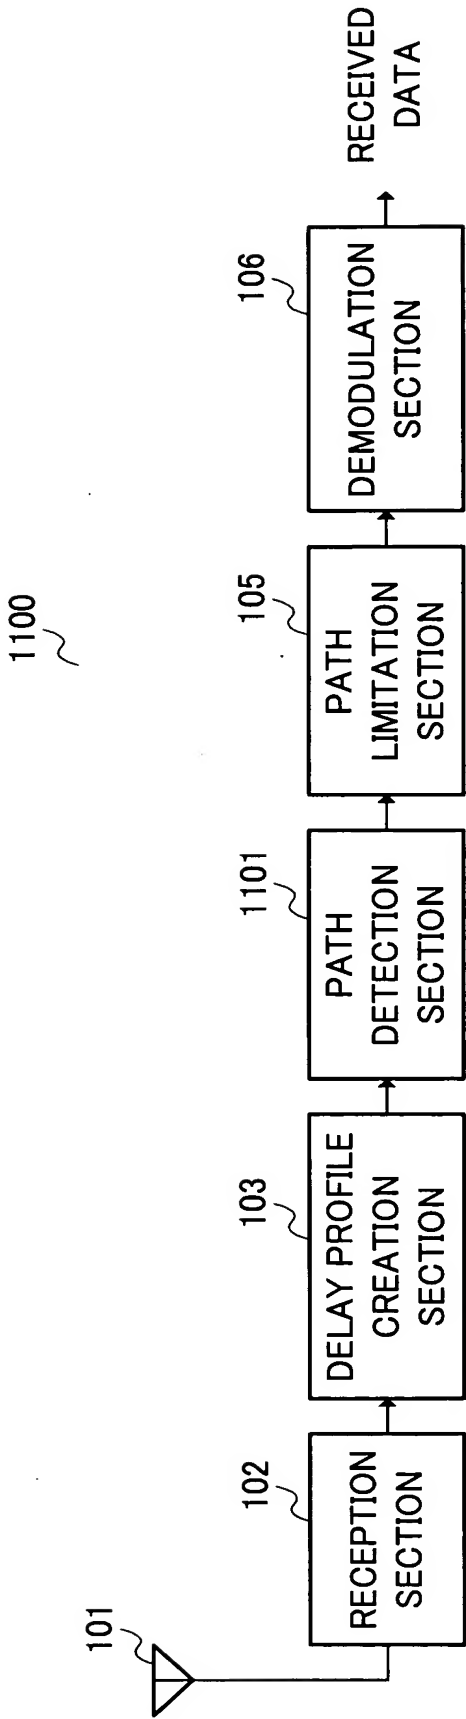 1100
101
102
RECEPTION
SECTION
103
DELAY PROFILE
CREATION
SECTION
1101
PATH
DETECTION
SECTION
105
PATH
LIMITATION
SECTION
106
DEMODULATION
SECTION
RECEIVED
DATA